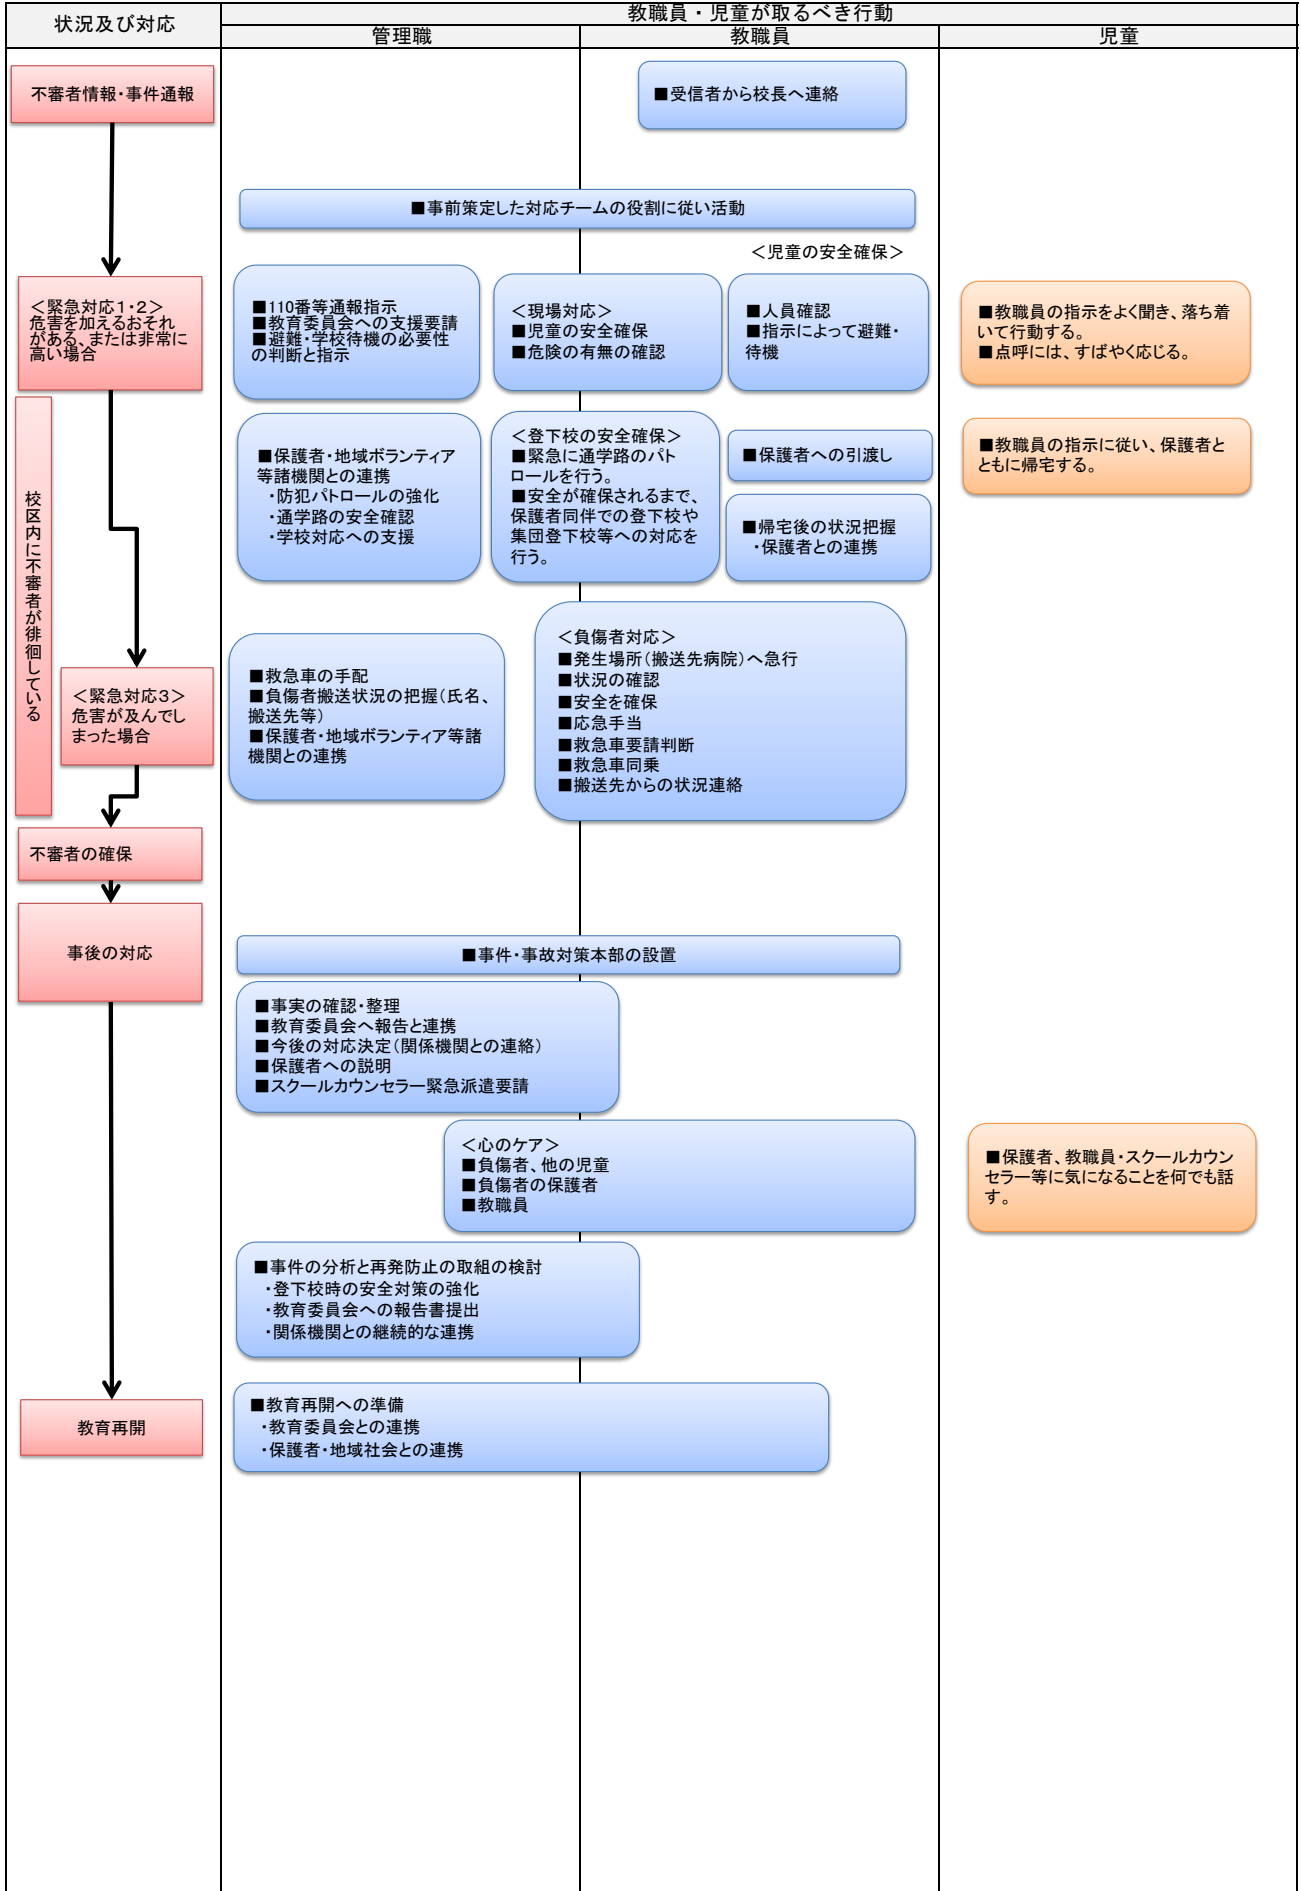 状況及び対応
教職員・児童が取るべき行動
管理職
教職員
児童
不審者情報・事件通報
■受信者から校長へ連絡
■事前策定した対応チームの役割に従い活動
＜児童の安全確保＞
＜緊急対応１・２＞
危害を加えるおそれ
がある、または非常に
高い場合
■110番等通報指示
■教育委員会への支援要請
■避難・学校待機の必要性
の判断と指示
＜現場対応＞
■児童の安全確保
■危険の有無の確認
■人員確認
■指示によって避難・
待機
■教職員の指示をよく聞き、落ち着
いて行動する。
■点呼には、すばやく応じる。
校区内に不審者が徘徊している
■保護者・地域ボランティア
等諸機関との連携
・防犯パトロールの強化
・通学路の安全確認
・学校対応への支援
＜登下校の安全確保＞
■緊急に通学路のパト
ロールを行う。
■安全が確保されるまで、
保護者同伴での登下校や
集団登下校等への対応を
行う。
■保護者への引渡し
■帰宅後の状況把握
・保護者との連携
■教職員の指示に従い、保護者と
ともに帰宅する。
＜緊急対応３＞
危害が及んでし
まった場合
■救急車の手配
■負傷者搬送状況の把握（氏名、
搬送先等）
■保護者・地域ボランティア等諸
機関との連携
＜負傷者対応＞
■発生場所（搬送先病院）へ急行
■状況の確認
■安全を確保
■応急手当
■救急車要請判断
■救急車同乗
■搬送先からの状況連絡
不審者の確保
事後の対応
■事件・事故対策本部の設置
■事実の確認・整理
■教育委員会へ報告と連携
■今後の対応決定（関係機関との連絡）
■保護者への説明
■スクールカウンセラー緊急派遣要請
＜心のケア＞
■負傷者、他の児童
■負傷者の保護者
■教職員
■保護者、教職員・スクールカウン
セラー等に気になることを何でも話
す。
■事件の分析と再発防止の取組の検討
・登下校時の安全対策の強化
・教育委員会への報告書提出
・関係機関との継続的な連携
教育再開
■教育再開への準備
・教育委員会との連携
・保護者・地域社会との連携